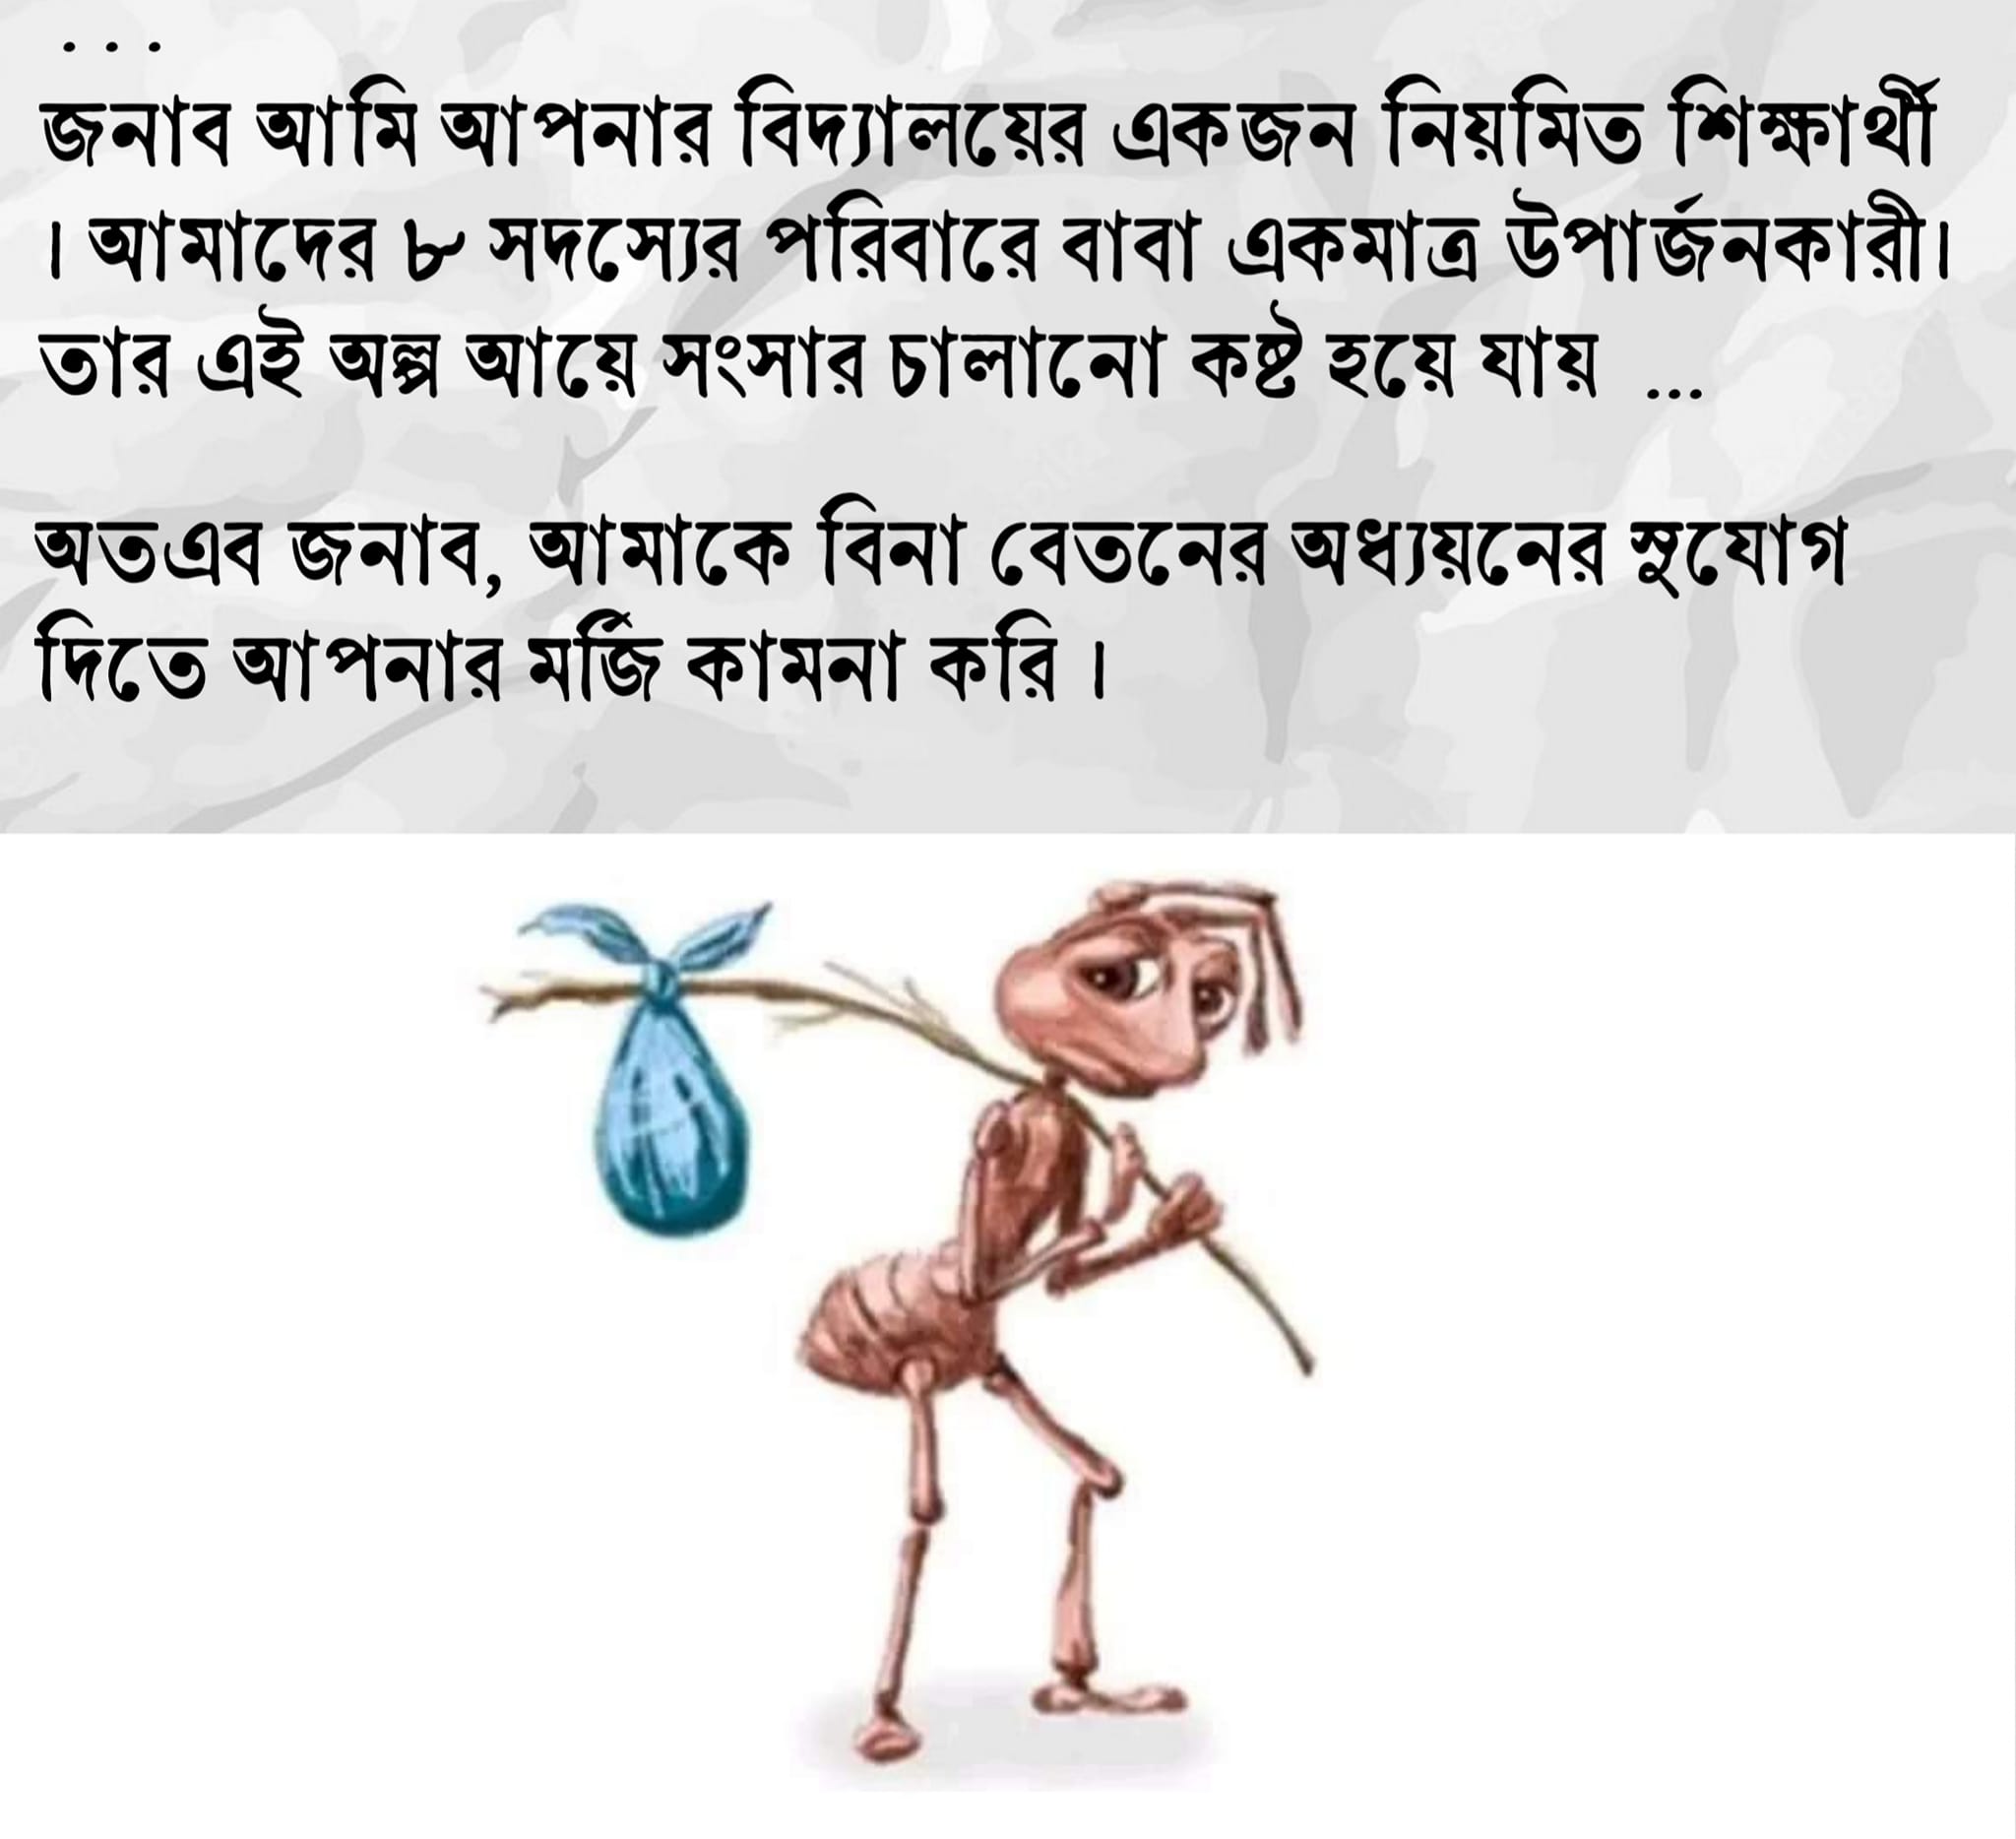 ...
জনাব আমি আপনার বিদ্যালয়ের একজন নিয়মিত শিক্ষার্থী
। আমাদের ৮ সদস্যের পরিবারে বাবা একমাত্র উপার্জনকারী।
তার এই অল্প আয়ে সংসার চালানো কষ্ট হয়ে যায় ...
অতএব জনাব, আমাকে বিনা বেতনের অধ্যয়নের সুযোগ
দিতে আপনার মর্জি কামনা করি ।